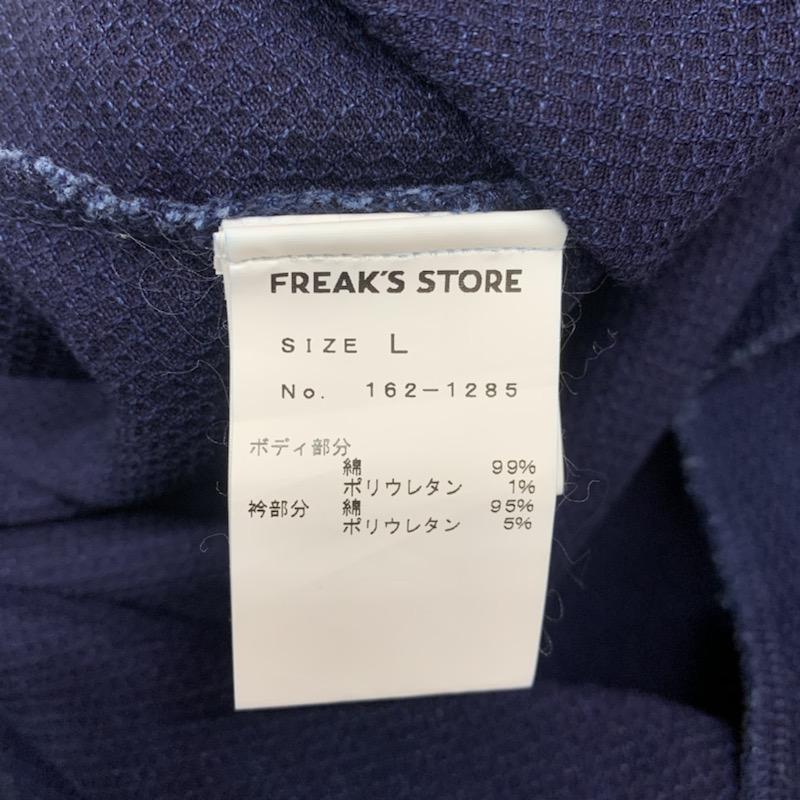 FREAK'S STORE
SIZE L
No. 162-1285
ボディ部分
綿 99%
ポリウレタン 1%
衿部分 綿 95%
ポリウレタン 5%